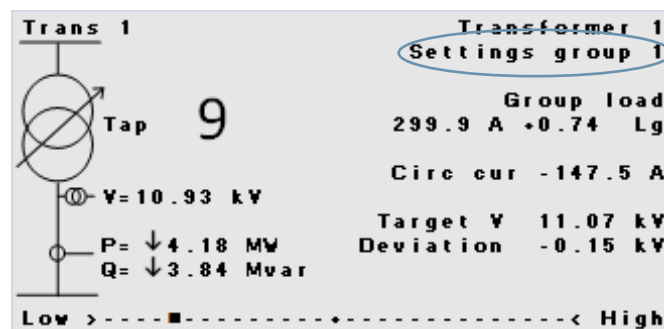 Trans 1
Transformer 1
Settings group 1
Group load
Tap 9
299.9 A +0.74 Lg
Circ cur -147.5 A
V=10.93 kV
Target V 11.07 kV
P= ↓4.18 MW
Deviation -0.15 kV
Q= ↓3.84 Mvar
Low >----■----------+---------------< High